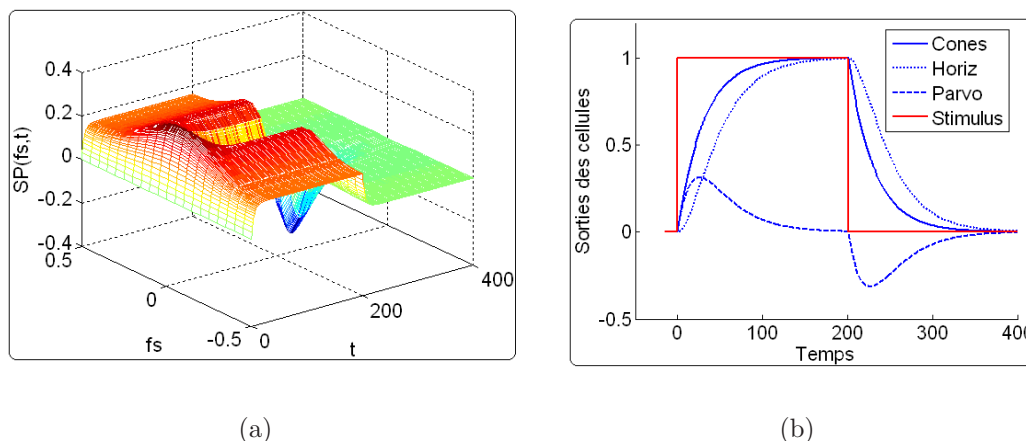 0.4
0.2
0
-0.2
-0.4
SP(fs,t)
0.5
0
-0.5
fs
0
200
400
t
(a)
1
0.5
0
-0.5
Sorties des cellules
Cones
Horiz
Parvo
Stimulus
0
100
200
300
400
Temps
(b)